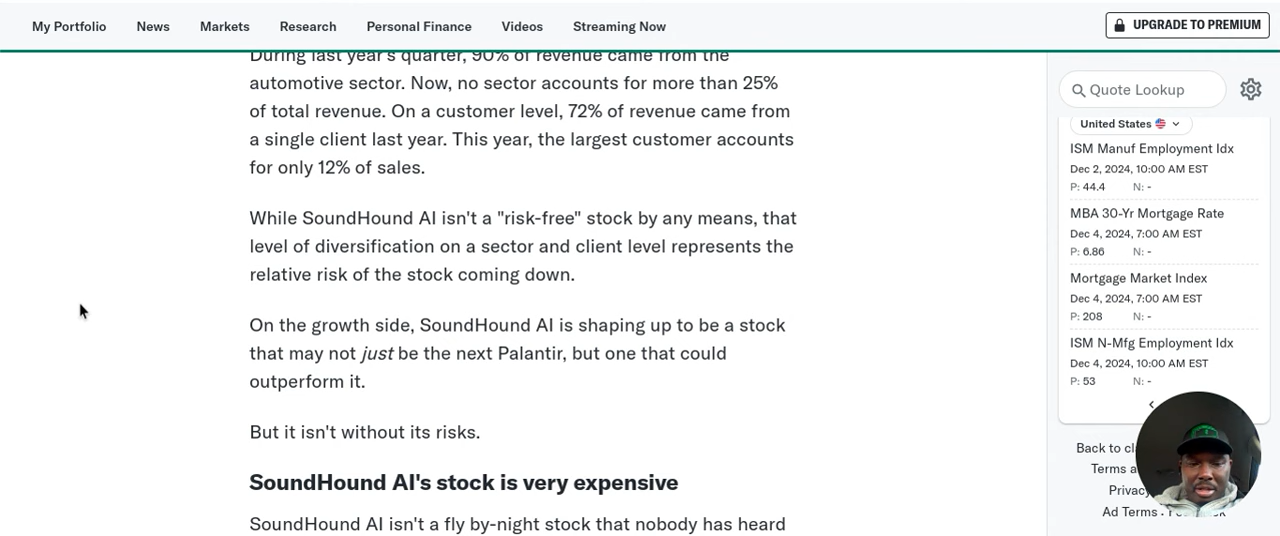 My Portfolio News Markets Research Personal Finance Videos Streaming Now
UPGRADE TO PREMIUM
During last year's quarter, 90% of revenue came from the
automotive sector. Now, no sector accounts for more than 25%
of total revenue. On a customer level, 72% of revenue came from
a single client last year. This year, the largest customer accounts
for only 12% of sales.
While SoundHound AI isn't a "risk-free" stock by any means, that
level of diversification on a sector and client level represents the
relative risk of the stock coming down.
On the growth side, SoundHound AI is shaping up to be a stock
that may not just be the next Palantir, but one that could
outperform it.
But it isn't without its risks.
SoundHound AI's stock is very expensive
SoundHound AI isn't a fly by-night stock that nobody has heard
Quote Lookup
United States
ISM Manuf Employment Idx
Dec 2, 2024, 10:00 AM EST
P: 44.4 N: -
MBA 30-Yr Mortgage Rate
Dec 4, 2024, 7:00 AM EST
P: 6.86 N: -
Mortgage Market Index
Dec 4, 2024, 7:00 AM EST
P: 208 N: -
ISM N-Mfg Employment Idx
Dec 4, 2024, 10:00 AM EST
P: 53 N: -
Back to
Terms
Privacy
Ad Terms